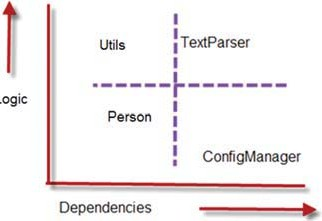 Utils
TextParser
ogic
Person
ConfigManager
Dependencies